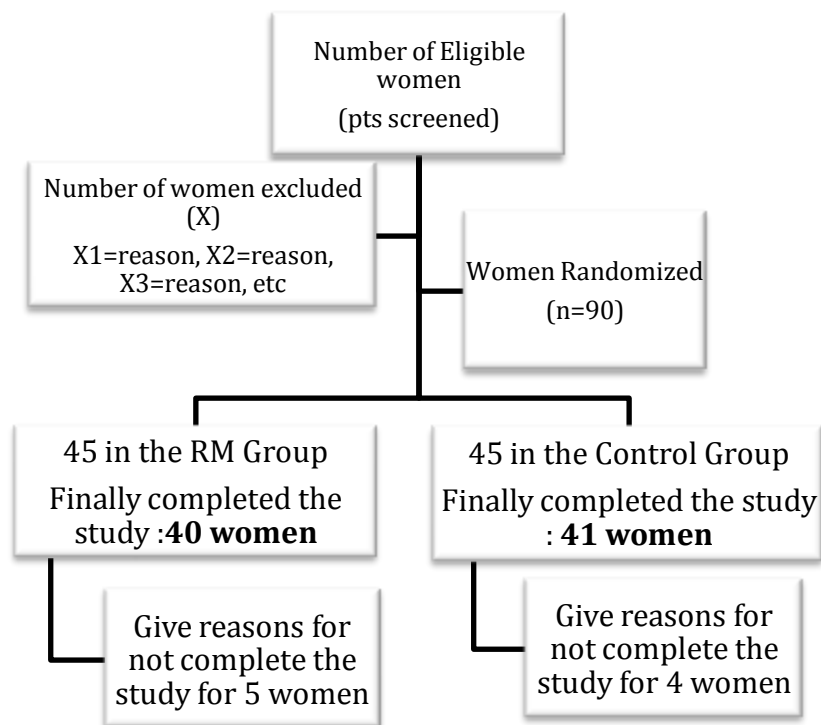 Number of Eligible
women
(pts screened)
Number of women excluded
(X)
X1=reason, X2=reason,
X3=reason, etc
Women Randomized
(n=90)
45 in the RM Group
Finally completed the
study :40 women
45 in the Control Group
Finally completed the study
: 41 women
Give reasons for
not complete the
study for 5 women
Give reasons for
not complete the
study for 4 women